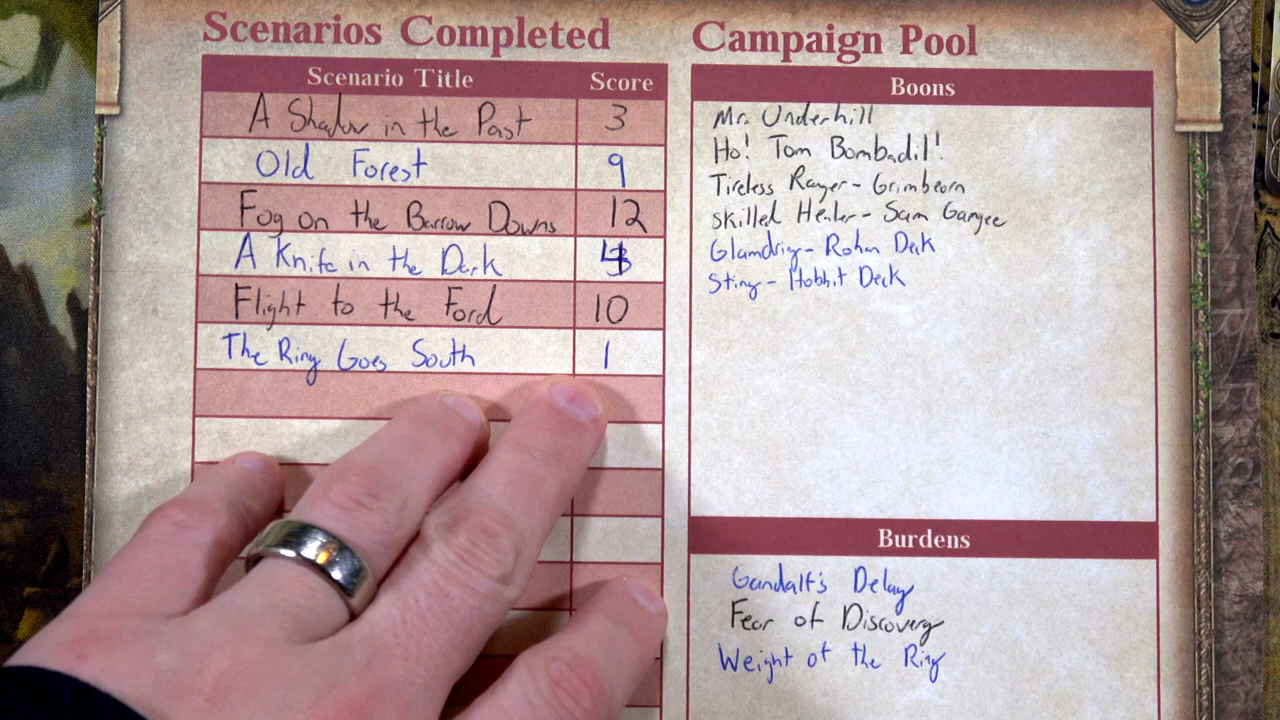 Scenarios Completed
Scenario Title Score
A Shadow in the Past 3
Old Forest 9
Fog on the Barrow Downs 12
A Knife in the Dark
Flight to the Ford 10
The Ring Goes South 1
Campaign Pool
Boons
Mr. Underhill
Ho! Tom Bombadil!
Tireless Ranger - Grimbeorn
Skilled Healer - Sam Gamgee
Glamdring - Rohan Deck
Sting - Hobbit Deck
Burdens
Gandalf's Delay
Fear of Discovery
Weight of the Ring